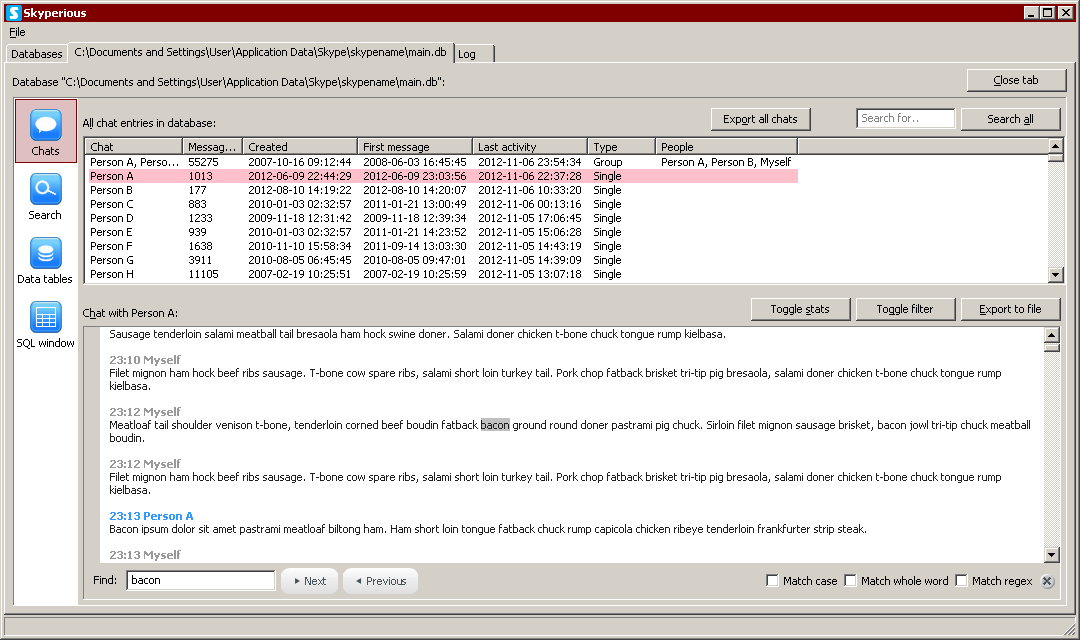 Skyperious
File
Databases C:\Documents and Settings\User\Application Data\Skype\skypename\main.db Log
Database "C:\Documents and Settings\User\Application Data\Skype\skypename\main.db": Close tab
Chats
Search
Data tables
SQL window
All chat entries in database: Export all chats Search for.. Search all
Chat Messag... Created First message Last activity Type People
Person A, Perso... 55275 2007-10-16 09:12:44 2008-06-03 16:45:45 2012-11-06 23:54:34 Group Person A, Person B, Myself
Person A 1013 2012-06-09 22:44:29 2012-06-09 23:03:56 2012-11-06 22:37:28 Single
Person B 177 2012-08-10 14:19:22 2012-08-10 14:20:07 2012-11-06 10:33:20 Single
Person C 883 2010-01-03 02:32:57 2011-01-21 13:00:49 2012-11-06 00:13:16 Single
Person D 1233 2009-11-18 12:31:42 2009-11-18 12:39:34 2012-11-05 17:06:45 Single
Person E 939 2010-01-03 02:32:57 2011-01-21 14:23:52 2012-11-05 15:06:28 Single
Person F 1638 2010-11-10 15:58:34 2011-09-14 13:03:30 2012-11-05 14:43:19 Single
Person G 3911 2010-08-05 06:45:45 2010-08-05 09:47:01 2012-11-05 14:39:09 Single
Person H 11105 2007-02-19 10:25:51 2007-02-19 10:25:59 2012-11-05 13:07:18 Single
Chat with Person A: Toggle stats Toggle filter Export to file
Sausage tenderloin salami meatball tail bresaola ham hock swine doner. Salami doner chicken t-bone chuck tongue rump kielbasa.
23:10 Myself
Filet mignon ham hock beef ribs sausage. T-bone cow spare ribs, salami short loin turkey tail. Pork chop fatback brisket tri-tip pig bresaola, salami doner chicken t-bone chuck tongue rump
kielbasa.
23:12 Myself
Meatloaf tail shoulder venison t-bone, tenderloin corned beef boudin fatback bacon ground round doner pastrami pig chuck. Sirloin filet mignon sausage brisket, bacon jowl tri-tip chuck meatball
boudin.
23:12 Myself
Filet mignon ham hock beef ribs sausage. T-bone cow spare ribs, salami short loin turkey tail. Pork chop fatback brisket tri-tip pig bresaola, salami doner chicken t-bone chuck tongue rump
kielbasa.
23:13 Person A
Bacon ipsum dolor sit amet pastrami meatloaf biltong ham. Ham short loin tongue fatback chuck rump capicola chicken ribeye tenderloin frankfurter strip steak.
23:13 Myself
Find: bacon Next Previous Match case Match whole word Match regex